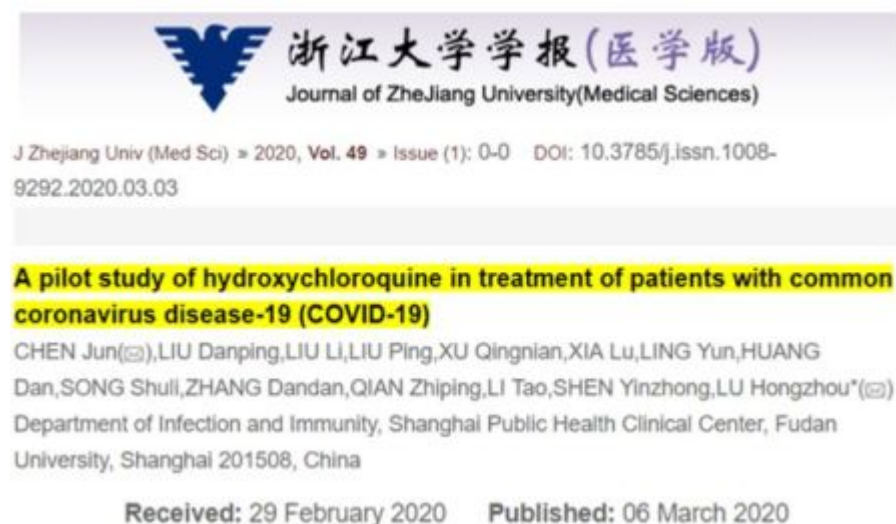 浙江大学学报(医学版)
Journal of ZheJiang University(Medical Sciences)
J Zhejiang Univ (Med Sci) » 2020, Vol. 49 » Issue (1): 0-0 DOI: 10.3785/j.issn.1008-
9292.2020.03.03
A pilot study of hydroxychloroquine in treatment of patients with common
coronavirus disease-19 (COVID-19)
CHEN Jun(✉),LIU Danping,LIU Li,LIU Ping,XU Qingnian,XIA Lu,LING Yun,HUANG
Dan,SONG Shuli,ZHANG Dandan,QIAN Zhiping,LI Tao,SHEN Yinzhong,LU Hongzhou*(✉)
Department of Infection and Immunity, Shanghai Public Health Clinical Center, Fudan
University, Shanghai 201508, China
Received: 29 February 2020 Published: 06 March 2020